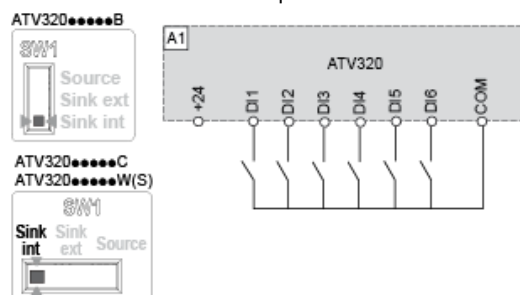 ATV320●●●●●B
SW1
Source
Sink ext
Sink int
A1
ATV320
+24
DI1
DI2
DI3
DI4
DI5
DI6
COM
ATV320●●●●●C
ATV320●●●●●W(S)
SW1
Sink int
Sink ext
Source